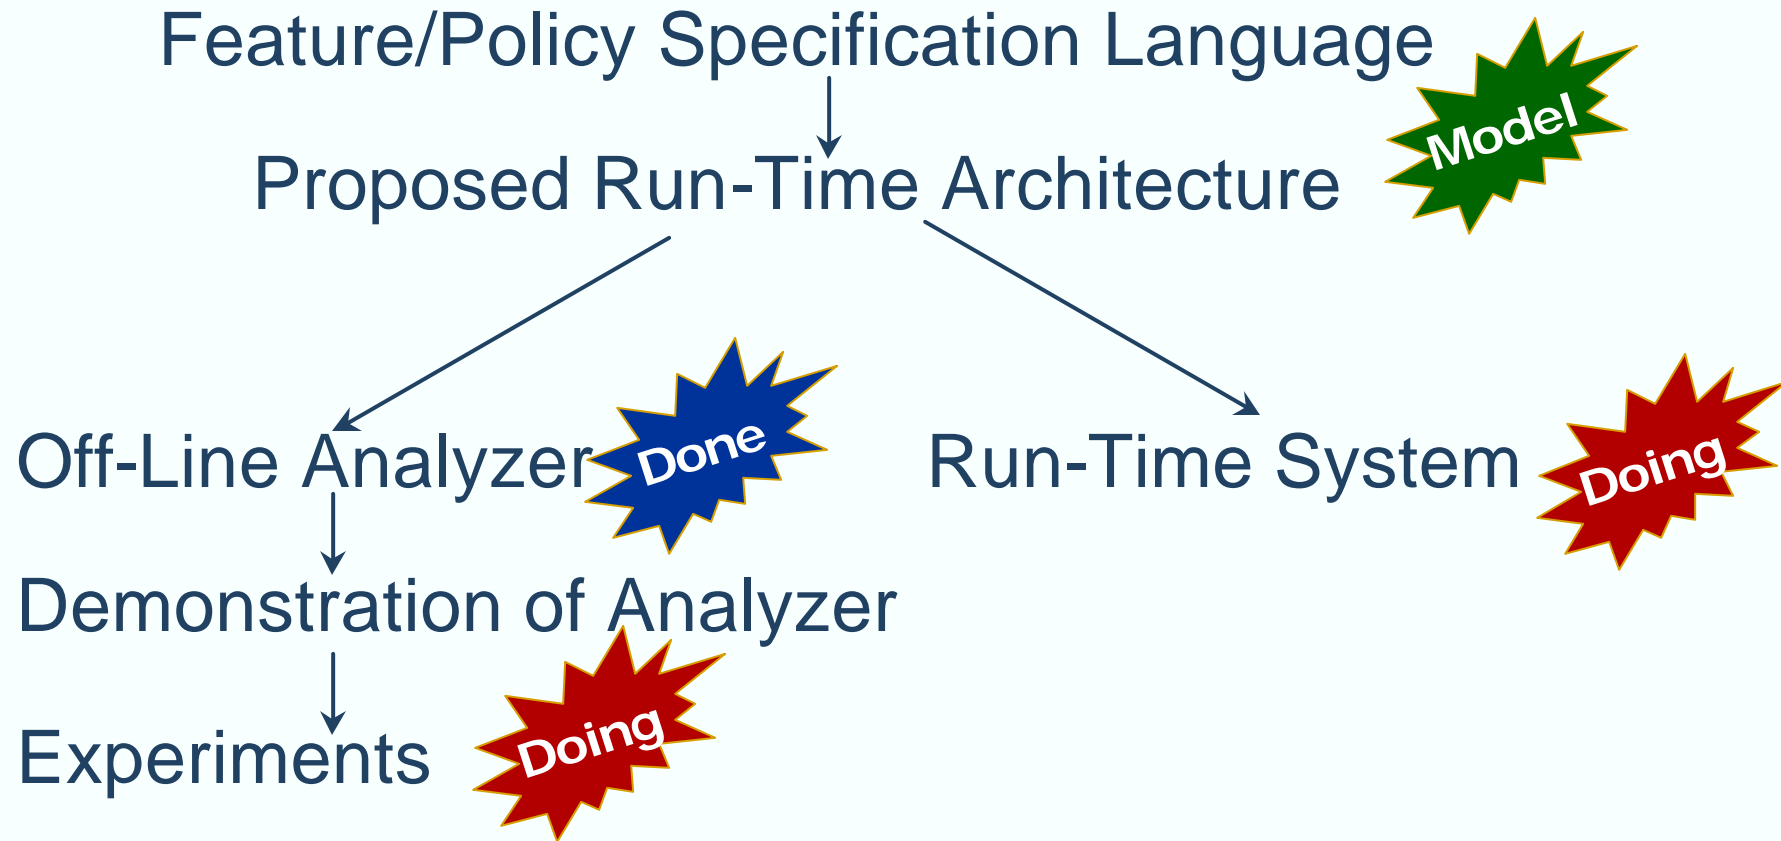 Feature/Policy Specification Language
Model
Proposed Run-Time Architecture
Off-Line Analyzer
Done
Run-Time System
Doing
Demonstration of Analyzer
Experiments
Doing